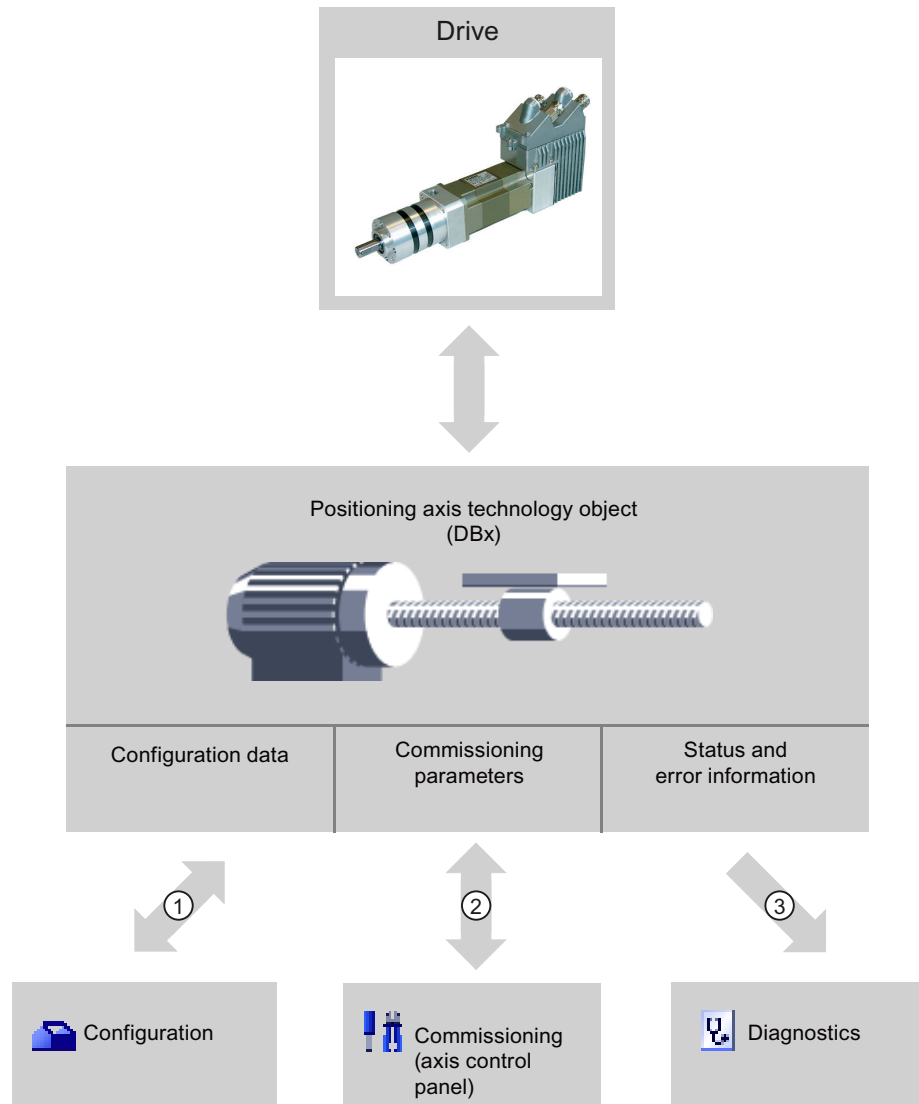 Drive
Positioning axis technology object
(DBx)
Configuration data
Commissioning
parameters
Status and
error information
1
2
3
Configuration
Commissioning
(axis control
panel)
Diagnostics